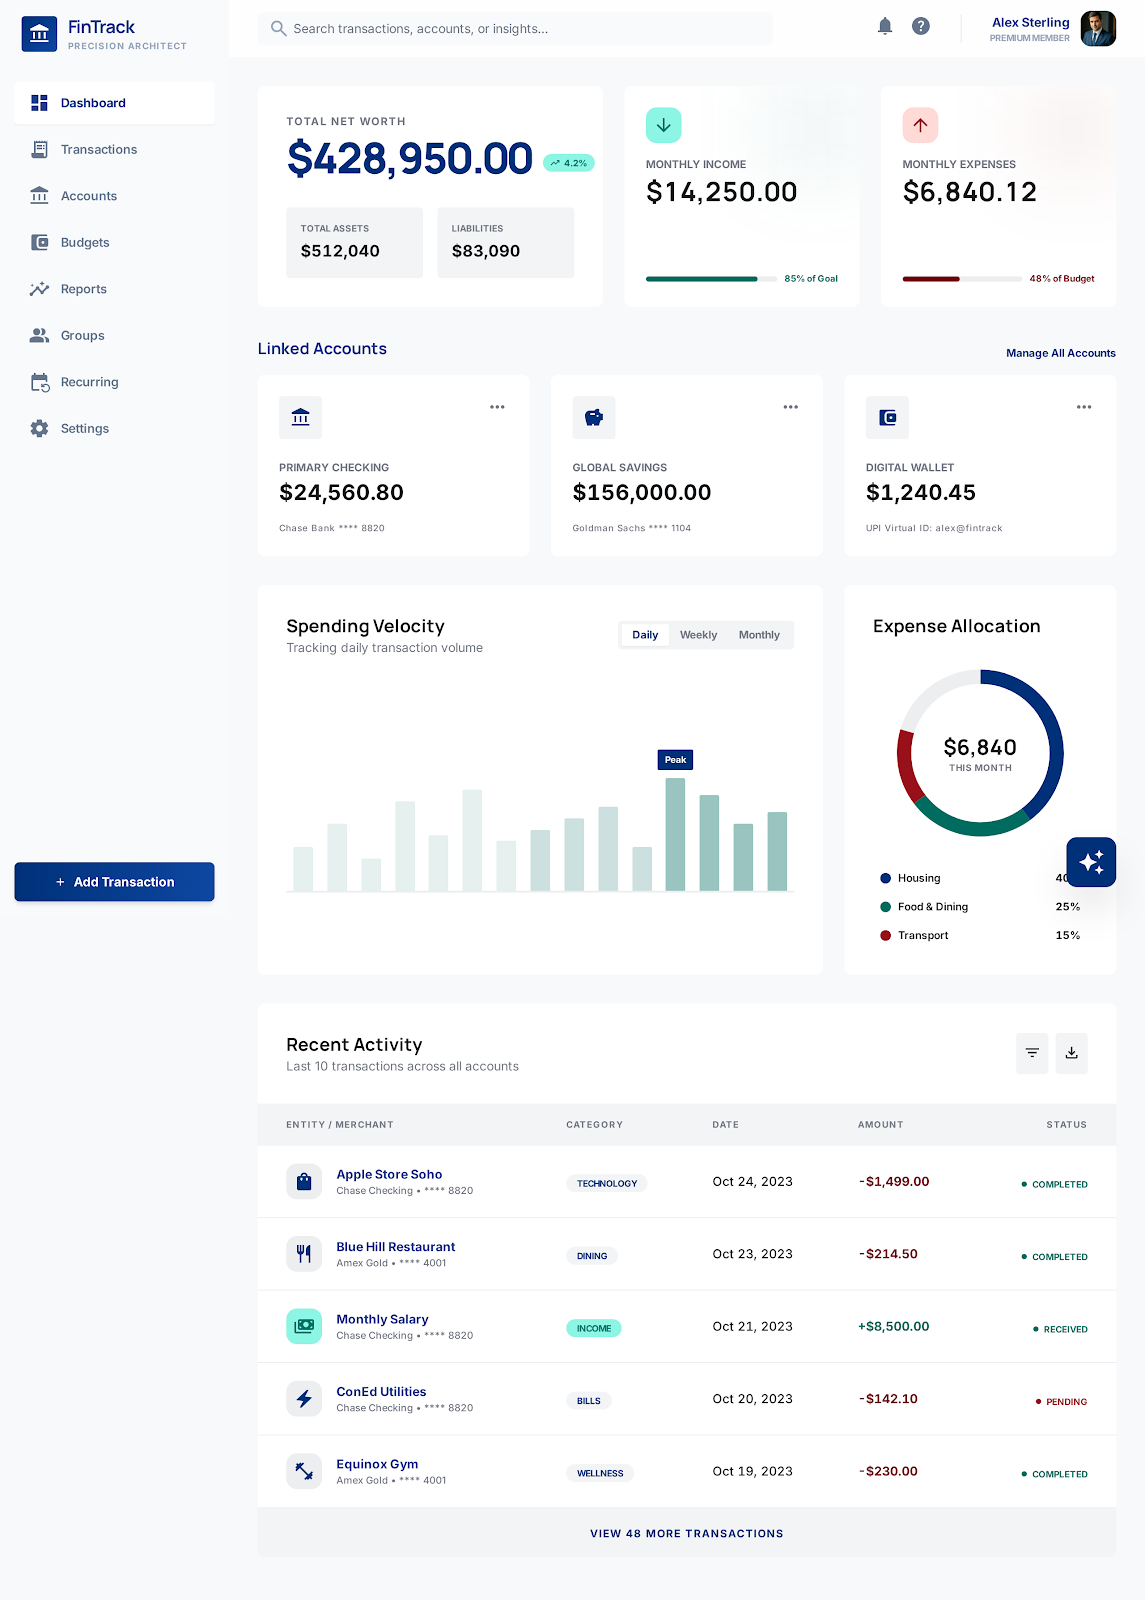 FinTrack
PRECISION ARCHITECT
Search transactions, accounts, or insights...
Alex Sterling
PREMIUM MEMBER
Dashboard
Transactions
Accounts
Budgets
Reports
Groups
Recurring
Settings
+ Add Transaction
TOTAL NET WORTH
$428,950.00 4.2%
TOTAL ASSETS
$512,040
LIABILITIES
$83,090
MONTHLY INCOME
$14,250.00
85% of Goal
MONTHLY EXPENSES
$6,840.12
48% of Budget
Linked Accounts
Manage All Accounts
PRIMARY CHECKING
$24,560.80
Chase Bank **** 8820
GLOBAL SAVINGS
$156,000.00
Goldman Sachs **** 1104
DIGITAL WALLET
$1,240.45
UPI Virtual ID: alex@fintrack
Spending Velocity
Tracking daily transaction volume
Daily Weekly Monthly
Peak
Expense Allocation
$6,840
THIS MONTH
Housing
Food & Dining 25%
Transport 15%
Recent Activity
Last 10 transactions across all accounts
ENTITY / MERCHANT CATEGORY DATE AMOUNT STATUS
Apple Store Soho
Chase Checking • **** 8820
TECHNOLOGY
Oct 24, 2023
-$1,499.00
COMPLETED
Blue Hill Restaurant
Amex Gold • **** 4001
DINING
Oct 23, 2023
-$214.50
COMPLETED
Monthly Salary
Chase Checking • **** 8820
INCOME
Oct 21, 2023
+$8,500.00
RECEIVED
ConEd Utilities
Chase Checking • **** 8820
BILLS
Oct 20, 2023
-$142.10
PENDING
Equinox Gym
Amex Gold • **** 4001
WELLNESS
Oct 19, 2023
-$230.00
COMPLETED
VIEW 48 MORE TRANSACTIONS